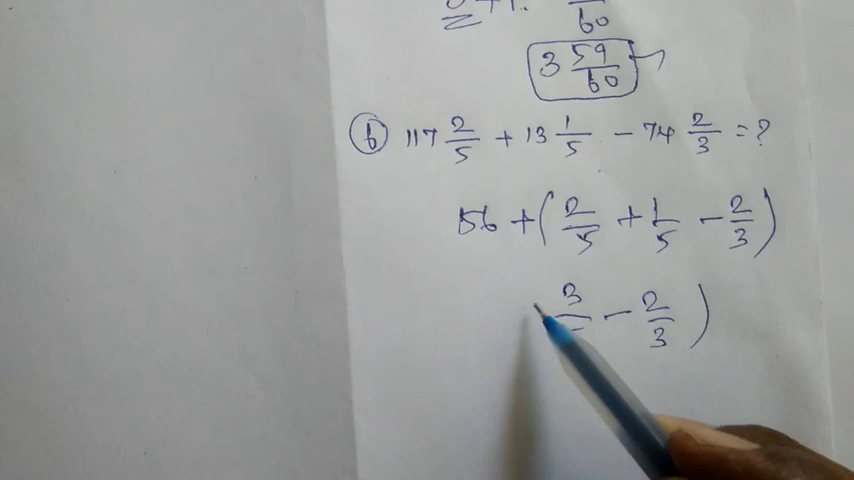 60
3 59/60
(b) 117 2/5 + 13 1/5 - 74 2/3 = ?
56 + ( 2/5 + 1/5 - 2/3 )
3 - 2/3 )